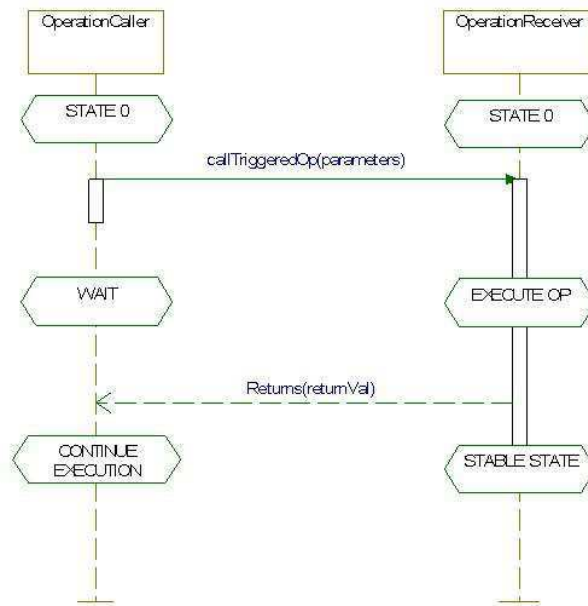 OperationCaller
OperationReceiver
STATE 0
STATE 0
callTriggeredOp(parameters)
WAIT
EXECUTE OP
Returns(returnVal)
CONTINUE
EXECUTION
STABLE STATE